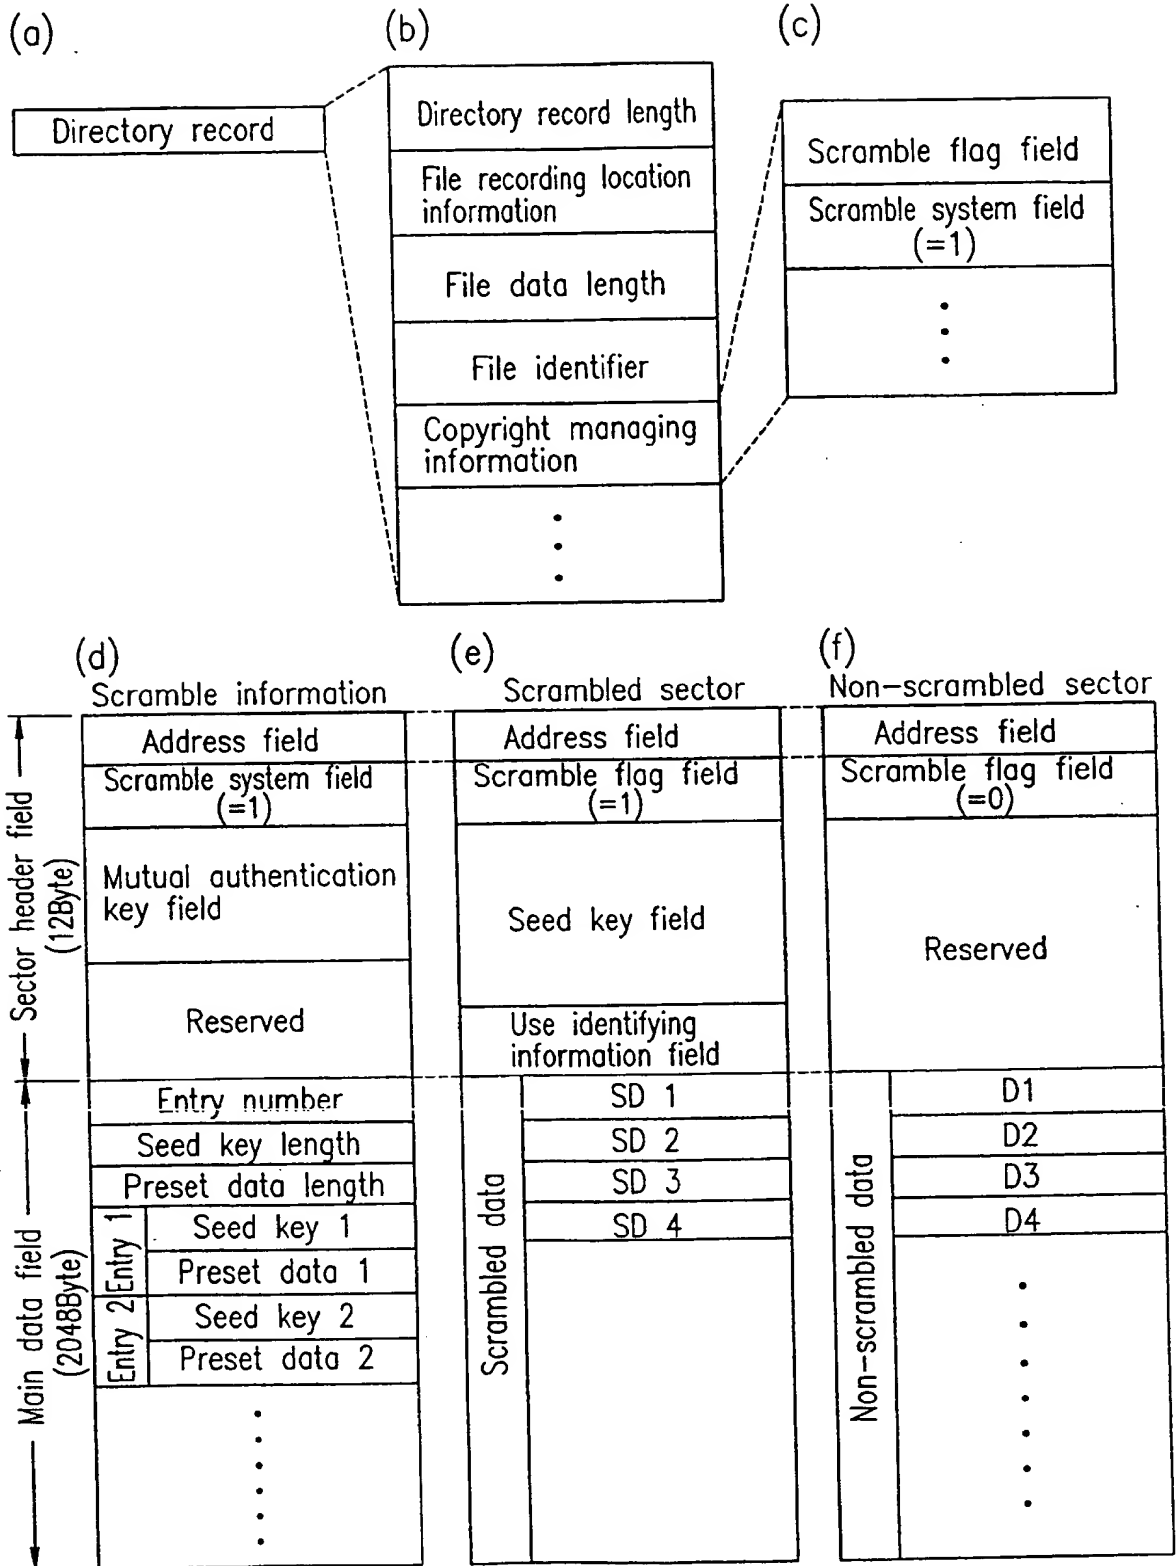 (a)
Directory record
(b)
Directory record length
File recording location
information
File data length
File identifier
Copyright managing
information
(c)
Scramble flag field
Scramble system field
(=1)
(d)
Scramble information
Address field
Scramble system field
(=1)
Mutual authentication
key field
Reserved
Entry number
Seed key length
Preset data length
Entry 1
Seed key 1
Preset data 1
Entry 2
Seed key 2
Preset data 2
Sector header field
(12Byte)
Main data field
(2048Byte)
(e)
Scrambled sector
Address field
Scramble flag field
(=1)
Seed key field
Use identifying
information field
Scrambled data
SD 1
SD 2
SD 3
SD 4
(f)
Non-scrambled sector
Address field
Scramble flag field
(=0)
Reserved
Non-scrambled data
D1
D2
D3
D4